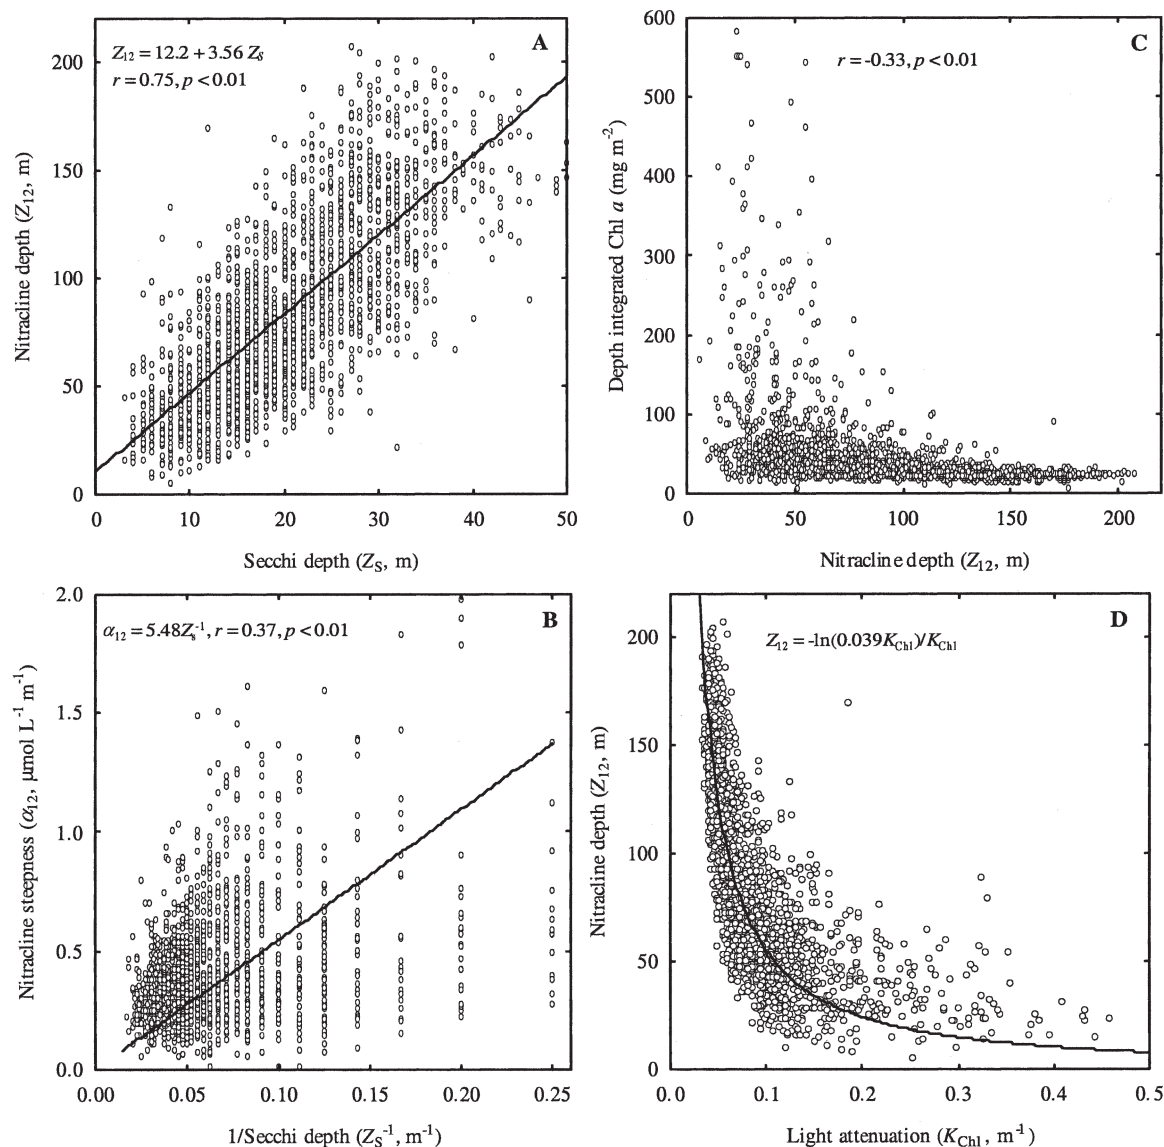 A
Z12 = 12.2 + 3.56 ZS
r = 0.75, p < 0.01
Nitracline depth (Z12, m)
200
150
100
50
0
0 10 20 30 40 50
Secchi depth (ZS, m)
C
r = -0.33, p < 0.01
Depth integrated Chl a (mg m-2)
600
500
400
300
200
100
0
0 50 100 150 200
Nitracline depth (Z12, m)
B
α12 = 5.48Zs-1, r = 0.37, p < 0.01
Nitracline steepness (α12, μmol L-1 m-1)
2.0
1.5
1.0
0.5
0.0
0.00 0.05 0.10 0.15 0.20 0.25
1/Secchi depth (ZS-1, m-1)
D
Z12 = -ln(0.039KChl)/KChl
Nitracline depth (Z12, m)
200
150
100
50
0
0.0 0.1 0.2 0.3 0.4 0.5
Light attenuation (KChl, m-1)